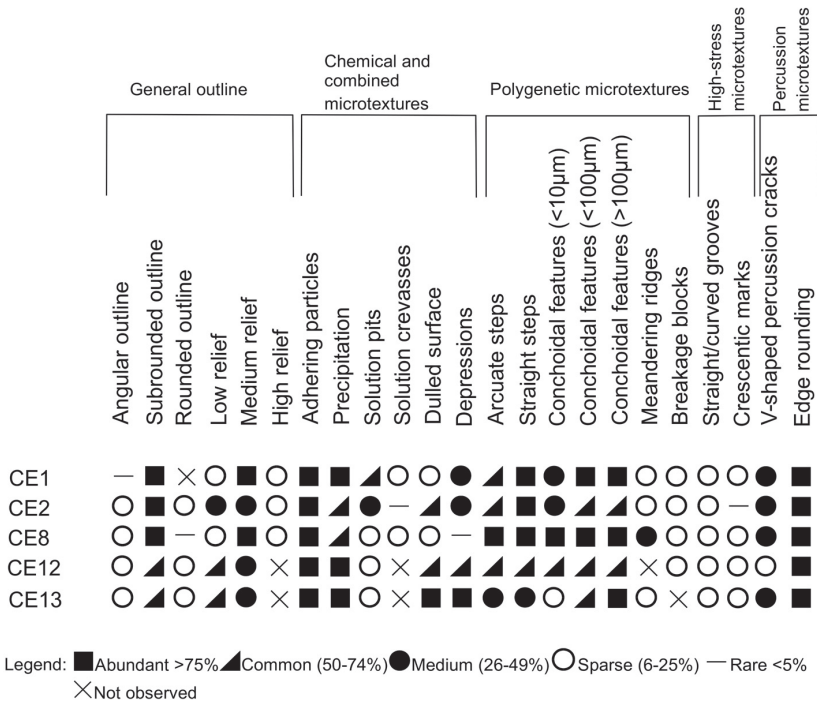 General outline
Chemical and
combined
microtextures
Polygenetic microtextures
High-stress
microtextures
Percussion
microtextures
Angular outline
Subrounded outline
Rounded outline
Low relief
Medium relief
High relief
Adhering particles
Precipitation
Solution pits
Solution crevasses
Dulled surface
Depressions
Arcuate steps
Straight steps
Conchoidal features (<10μm)
Conchoidal features (<100μm)
Conchoidal features (>100μm)
Meandering ridges
Breakage blocks
Straight/curved grooves
Crescentic marks
V-shaped percussion cracks
Edge rounding
CE1
CE2
CE8
CE12
CE13
Legend: Abundant >75% Common (50-74%) Medium (26-49%) Sparse (6-25%) Rare <5%
Not observed